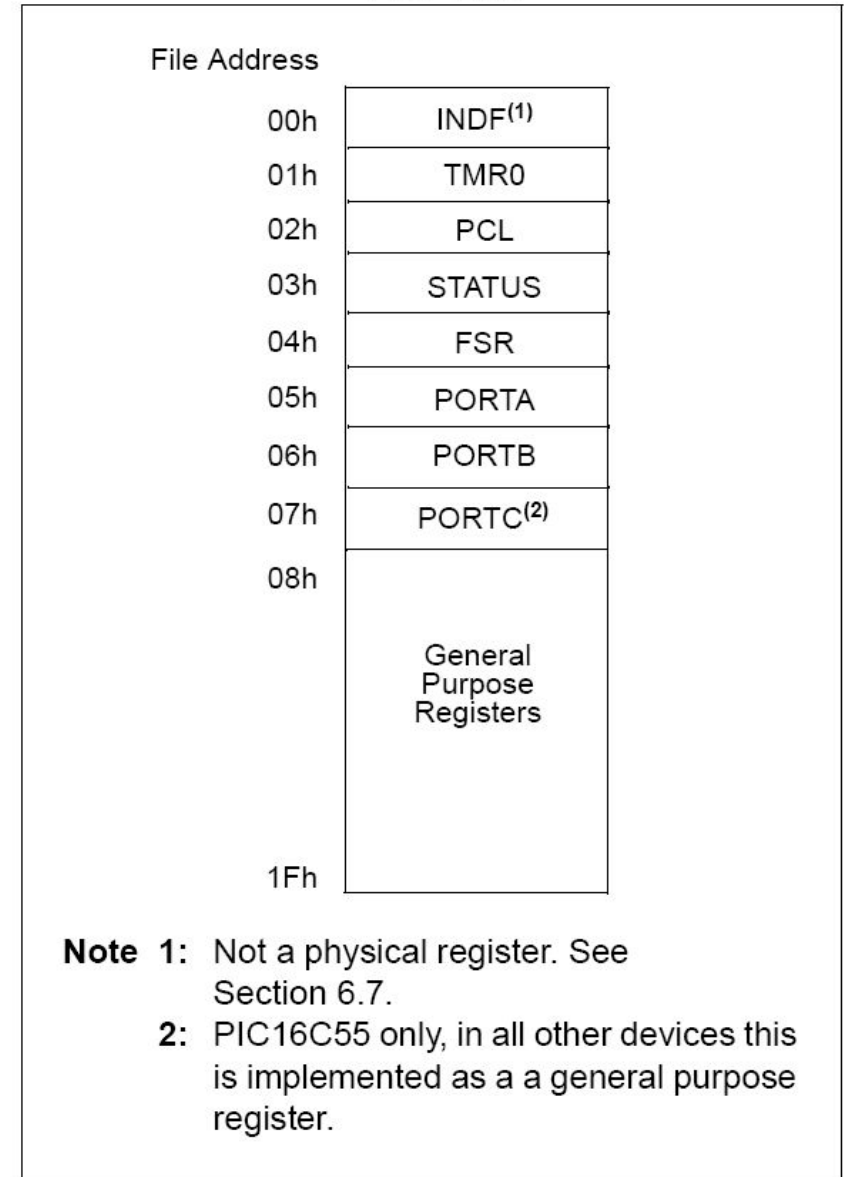 File Address
00h INDF(1)
01h TMR0
02h PCL
03h STATUS
04h FSR
05h PORTA
06h PORTB
07h PORTC(2)
08h
General
Purpose
Registers
1Fh
Note 1: Not a physical register. See
Section 6.7.
2: PIC16C55 only, in all other devices this
is implemented as a a general purpose
register.